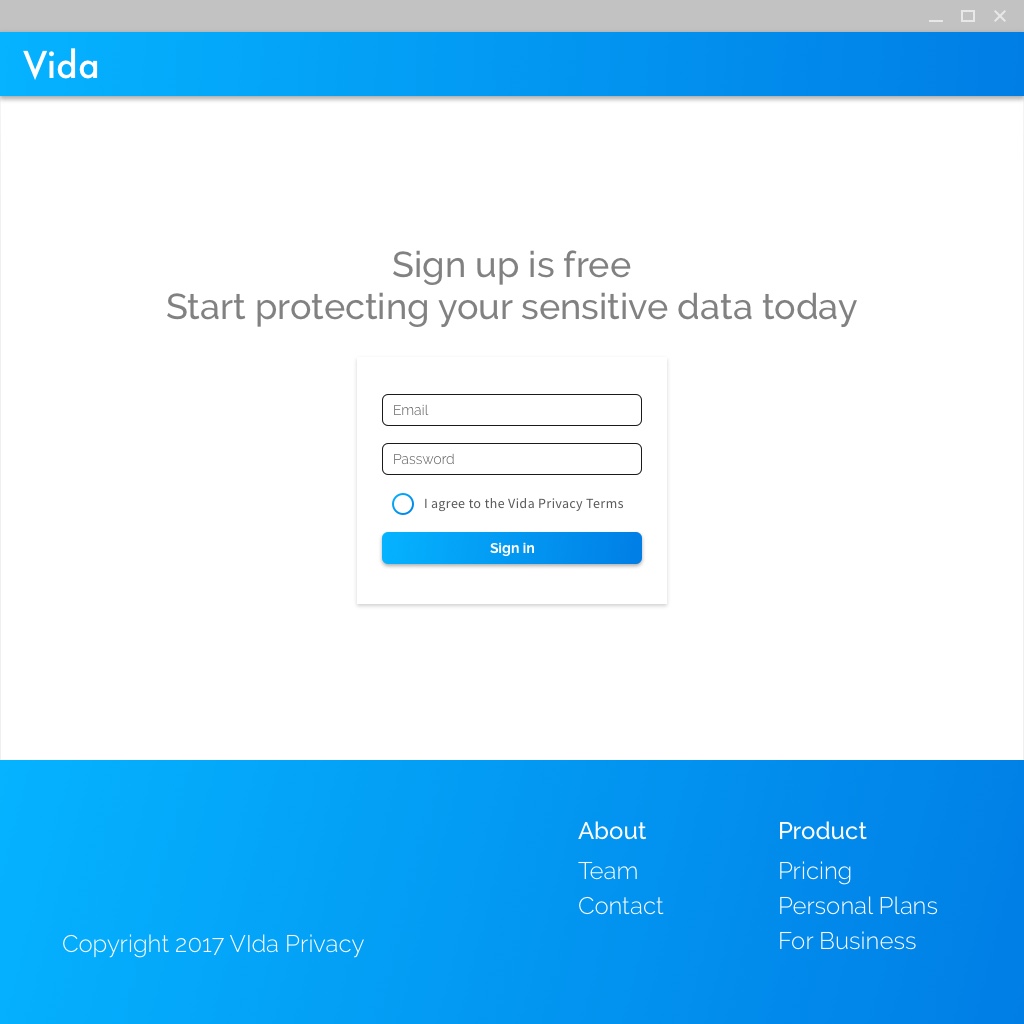 Vida
Sign up is free
Start protecting your sensitive data today
Email
Password
I agree to the Vida Privacy Terms
Sign in
About
Team
Contact
Product
Pricing
Personal Plans
For Business
Copyright 2017 VIda Privacy